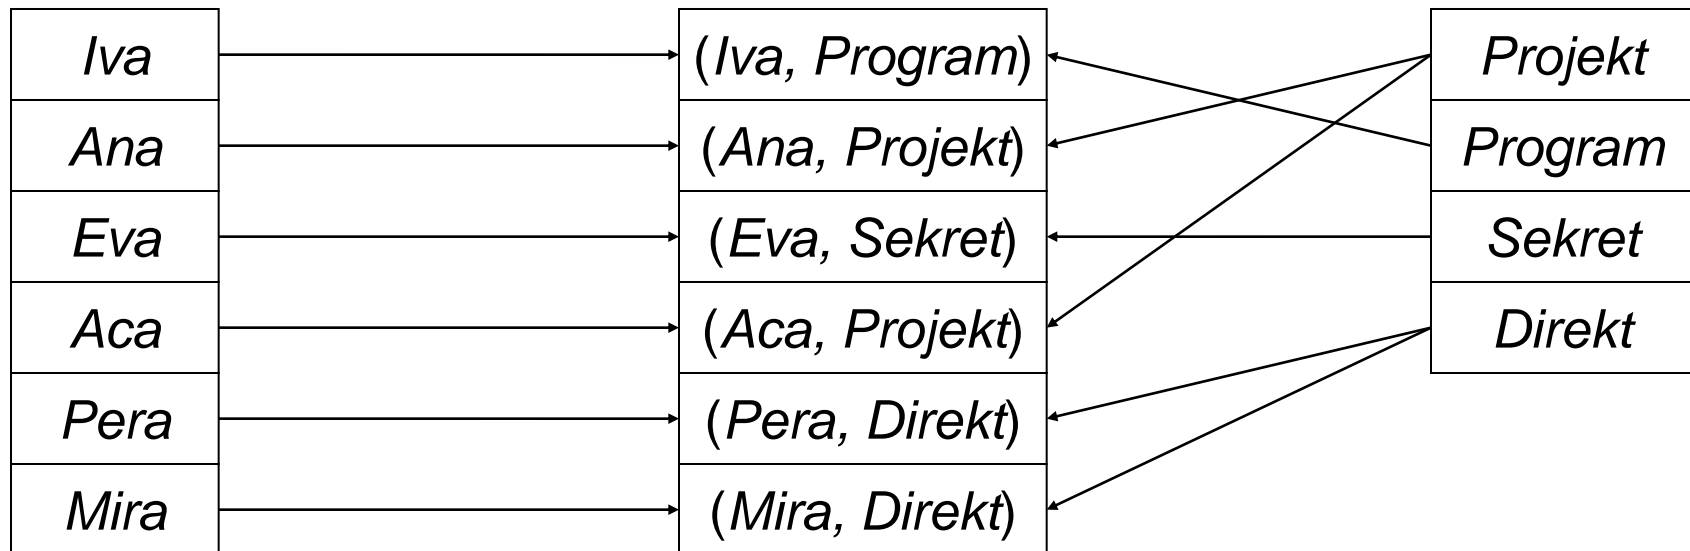 Iva
Ana
Eva
Aca
Pera
Mira
(Iva, Program)
(Ana, Projekt)
(Eva, Sekret)
(Aca, Projekt)
(Pera, Direkt)
(Mira, Direkt)
Projekt
Program
Sekret
Direkt